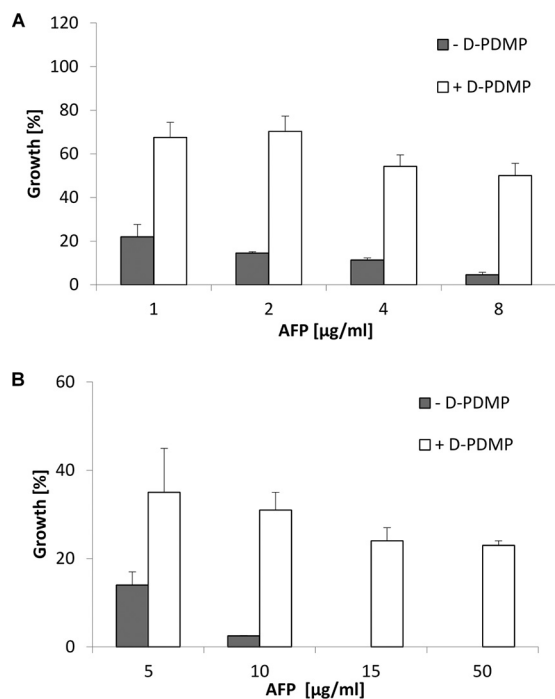 A
120
100
80
60
40
20
0
Growth [%]
- D-PDMP
+ D-PDMP
1 2 4 8
AFP [µg/ml]
B
60
40
20
0
Growth [%]
- D-PDMP
+ D-PDMP
5 10 15 50
AFP [µg/ml]